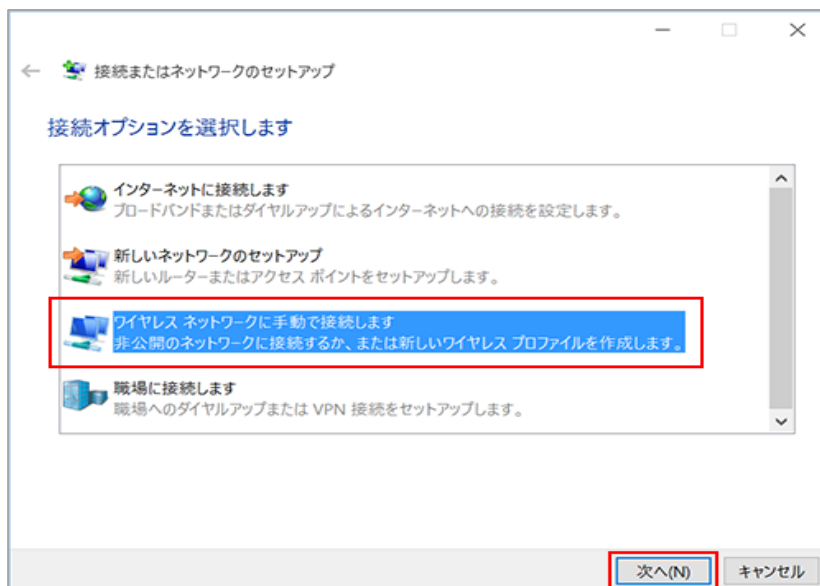 接続またはネットワークのセットアップ
接続オプションを選択します
インターネットに接続します
ブロードバンドまたはダイヤルアップによるインターネットへの接続を設定します。
新しいネットワークのセットアップ
新しいルーターまたはアクセス ポイントをセットアップします。
ワイヤレス ネットワークに手動で接続します
非公開のネットワークに接続するか、または新しいワイヤレス プロファイルを作成します。
職場に接続します
職場へのダイヤルアップまたは VPN 接続をセットアップします。
次へ(N)
キャンセル